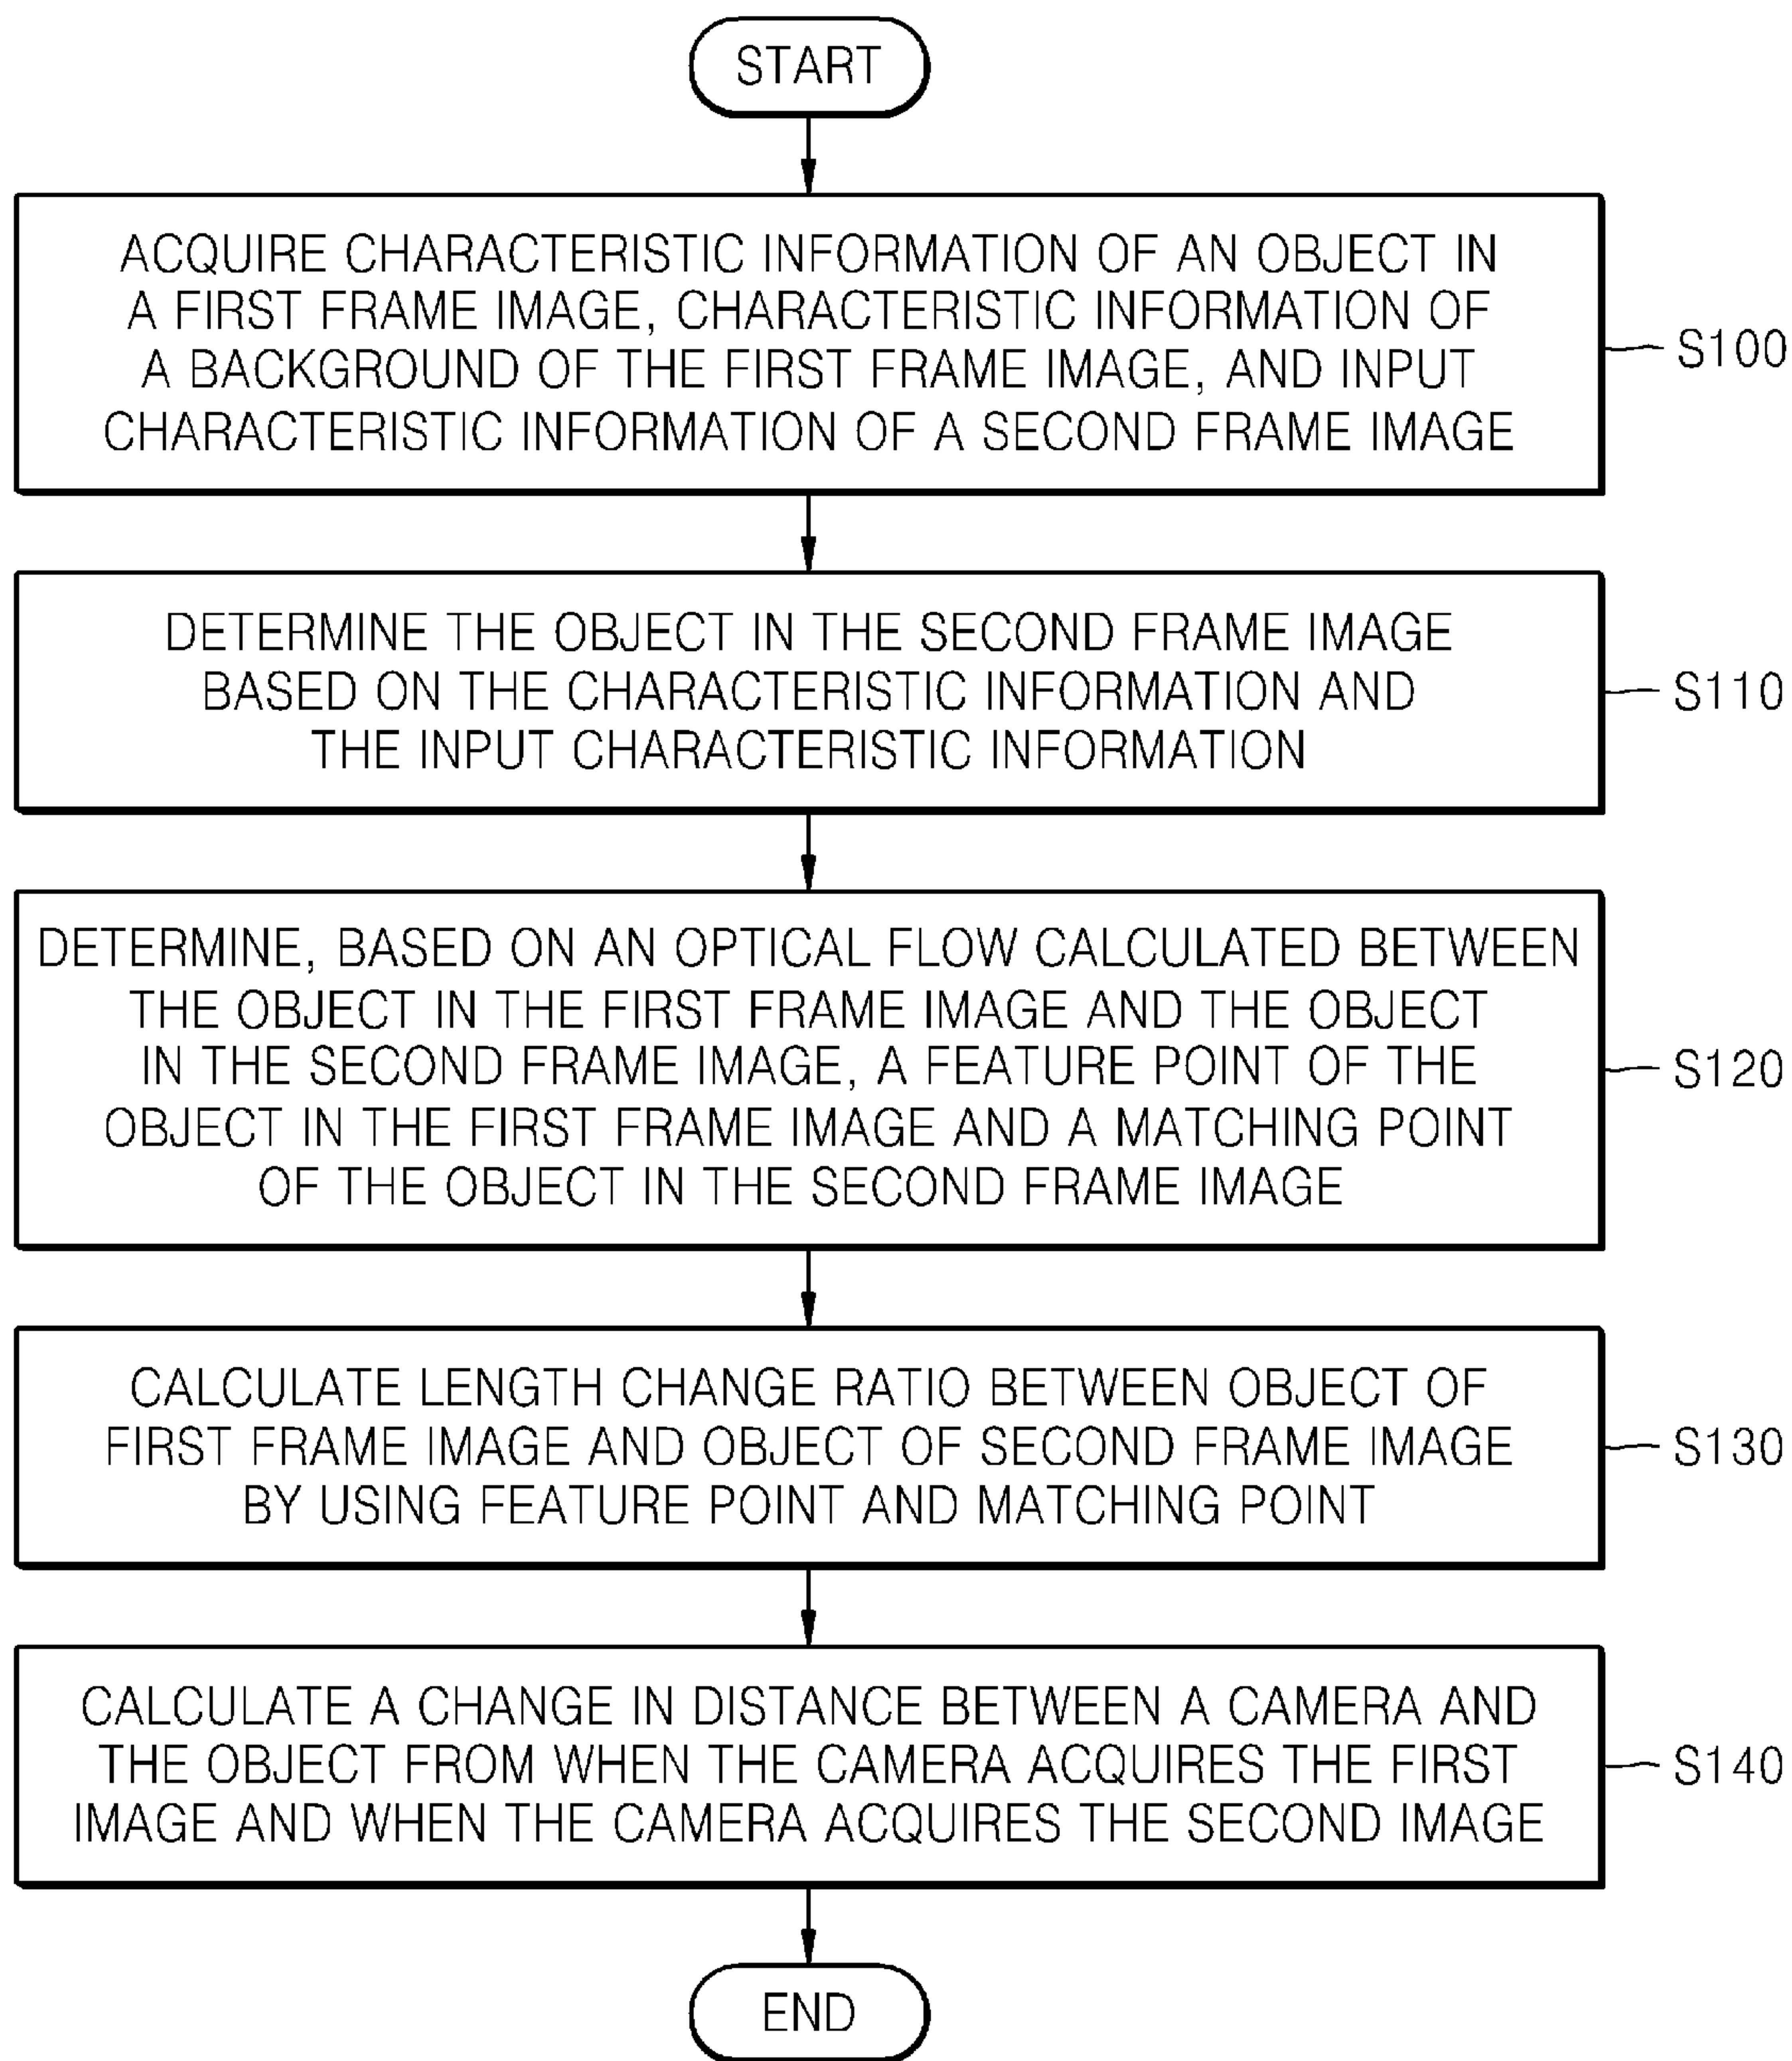 START
ACQUIRE CHARACTERISTIC INFORMATION OF AN OBJECT IN
A FIRST FRAME IMAGE, CHARACTERISTIC INFORMATION OF
A BACKGROUND OF THE FIRST FRAME IMAGE, AND INPUT
CHARACTERISTIC INFORMATION OF A SECOND FRAME IMAGE
S100
DETERMINE THE OBJECT IN THE SECOND FRAME IMAGE
BASED ON THE CHARACTERISTIC INFORMATION AND
THE INPUT CHARACTERISTIC INFORMATION
S110
DETERMINE, BASED ON AN OPTICAL FLOW CALCULATED BETWEEN
THE OBJECT IN THE FIRST FRAME IMAGE AND THE OBJECT
IN THE SECOND FRAME IMAGE, A FEATURE POINT OF THE
OBJECT IN THE FIRST FRAME IMAGE AND A MATCHING POINT
OF THE OBJECT IN THE SECOND FRAME IMAGE
S120
CALCULATE LENGTH CHANGE RATIO BETWEEN OBJECT OF
FIRST FRAME IMAGE AND OBJECT OF SECOND FRAME IMAGE
BY USING FEATURE POINT AND MATCHING POINT
S130
CALCULATE A CHANGE IN DISTANCE BETWEEN A CAMERA AND
THE OBJECT FROM WHEN THE CAMERA ACQUIRES THE FIRST
IMAGE AND WHEN THE CAMERA ACQUIRES THE SECOND IMAGE
S140
END